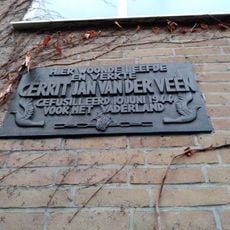 HIER WOONDE LEEFDE
EN WERKTE
GERRIT JAN VAN DER VEEN
GEFUSILLEERD 10 JUNI 1944
VOOR HET VADERLAND